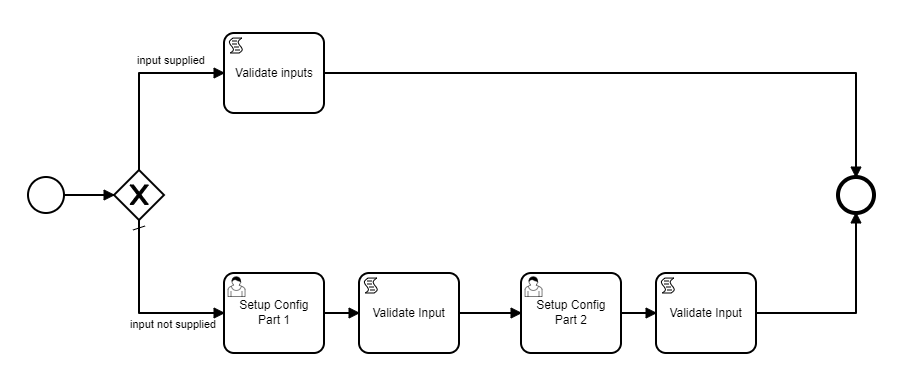 input supplied
Validate inputs
X
input not supplied
Setup Config
Part 1
Validate Input
Setup Config
Part 2
Validate Input